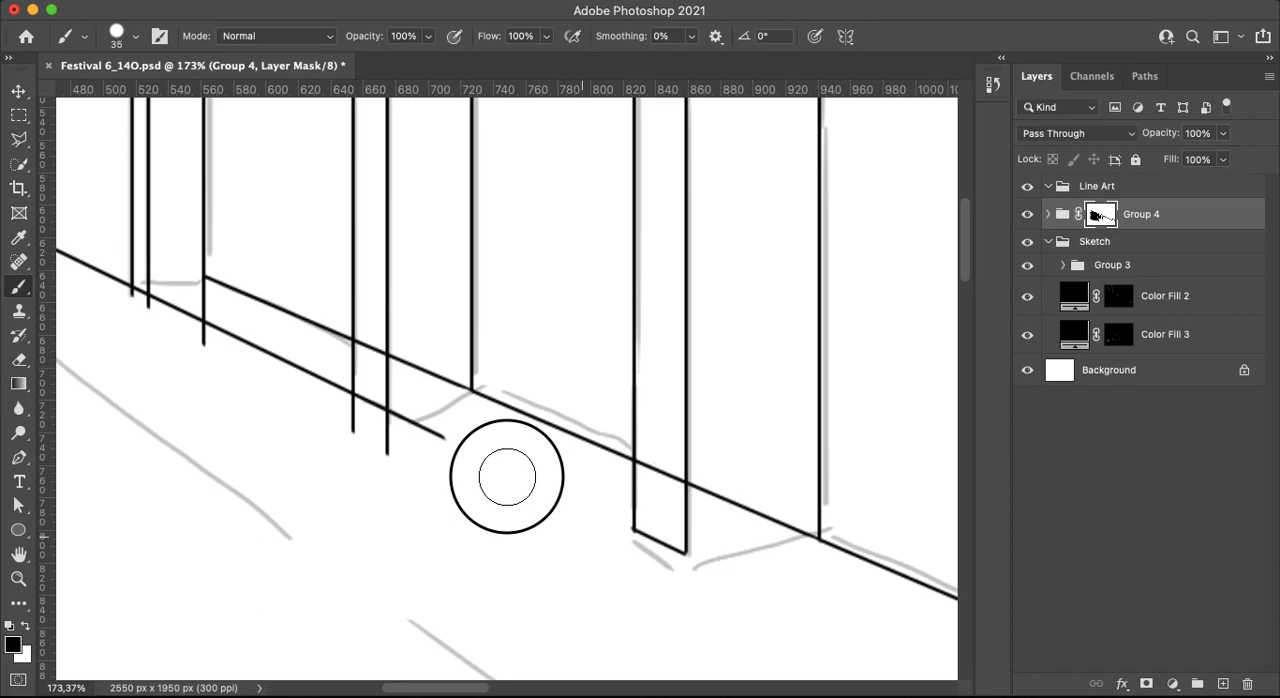 Adobe Photoshop 2021
35 Mode: Normal Opacity: 100% Flow: 100% Smoothing: 0% 0°
Festival 6_14O.psd @ 173% (Group 4, Layer Mask/8) *
480 500 520 540 560 580 600 620 640 660 680 700 720 740 760 780 800 820 840 860 880 900 920 940 960 980 1000
Layers Channels Paths
Kind
Pass Through Opacity: 100%
Lock: Fill: 100%
Line Art
Group 4
Sketch
Group 3
Color Fill 2
Color Fill 3
Background
173,37% 2550 px x 1950 px (300 ppi)